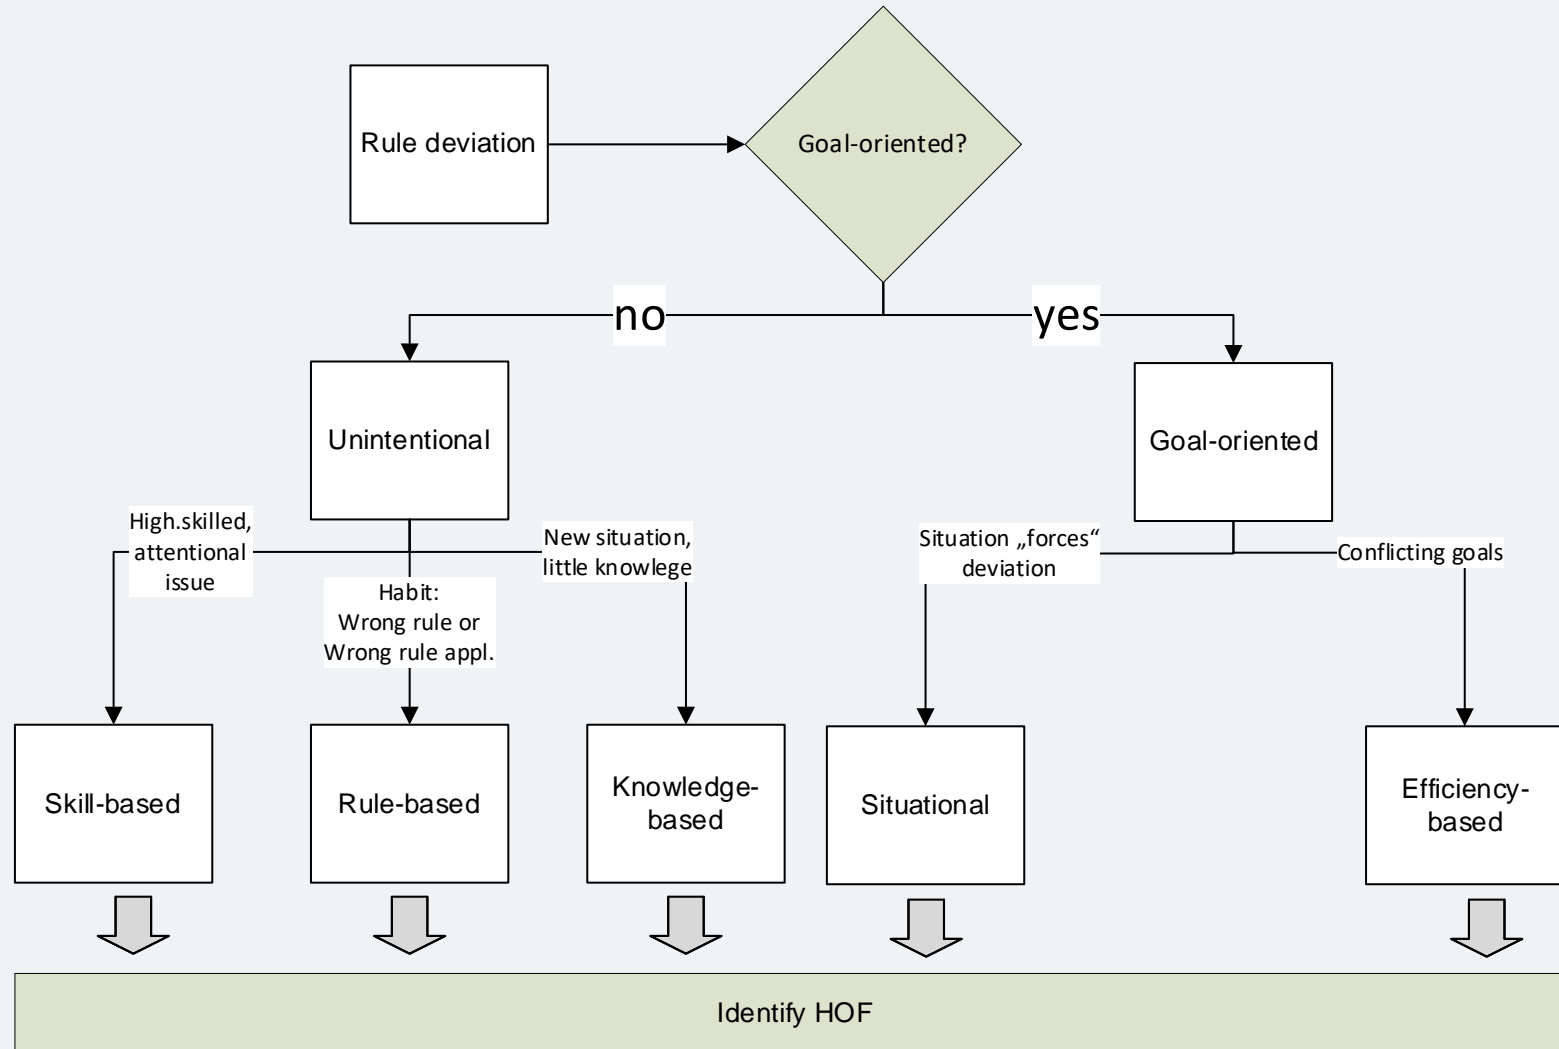 Rule deviation
Goal-oriented?
no
yes
Unintentional
Goal-oriented
High.skilled,
attentional
issue
Habit:
Wrong rule or
Wrong rule appl.
New situation,
little knowlege
Situation „forces“
deviation
Conflicting goals
Skill-based
Rule-based
Knowledge-
based
Situational
Efficiency-
based
Identify HOF